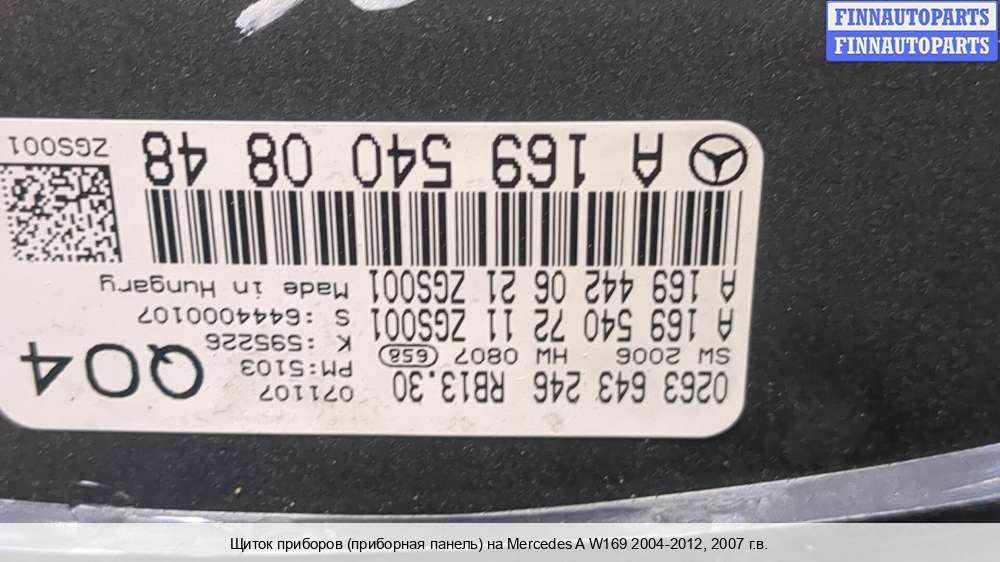 FINNAUTOPARTS
FINNAUTOPARTS
0263 643 246 RB13.30
071107
SW 2006 HW 0807 658
PM:5103
Q04
A 169 540 72 11 ZGS001
K :595226
S :6444000107
A 169 442 06 21 ZGS001
Made in Hungary
A 169 540 08 48
ZGS001
Щиток приборов (приборная панель) на Mercedes A W169 2004-2012, 2007 г.в.